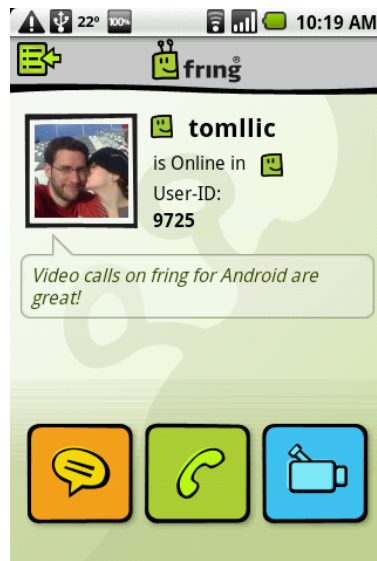 22° 100% 10:19 AM
fring®
tomllic
is Online in
User-ID:
9725
Video calls on fring for Android are
great!